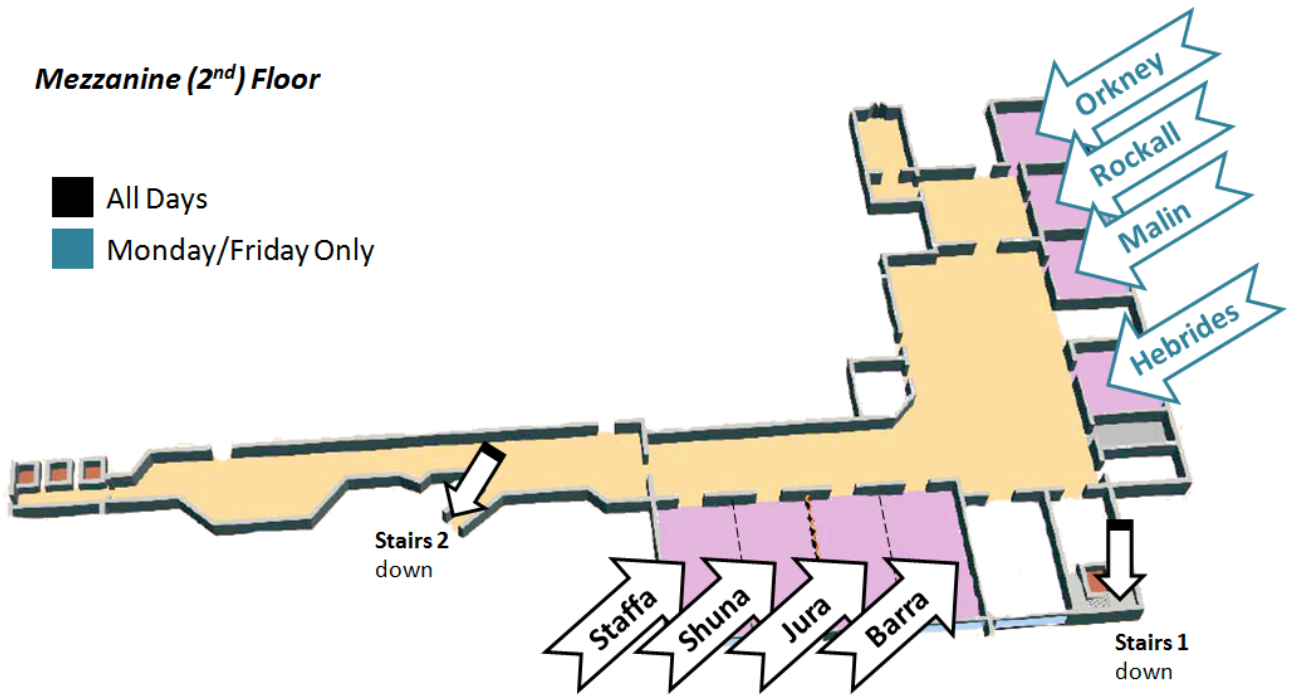 Mezzanine (2nd) Floor
All Days
Monday/Friday Only
Orkney
Rockall
Malin
Hebrides
Stairs 2
down
Staffa
Shuna
Jura
Barra
Stairs 1
down